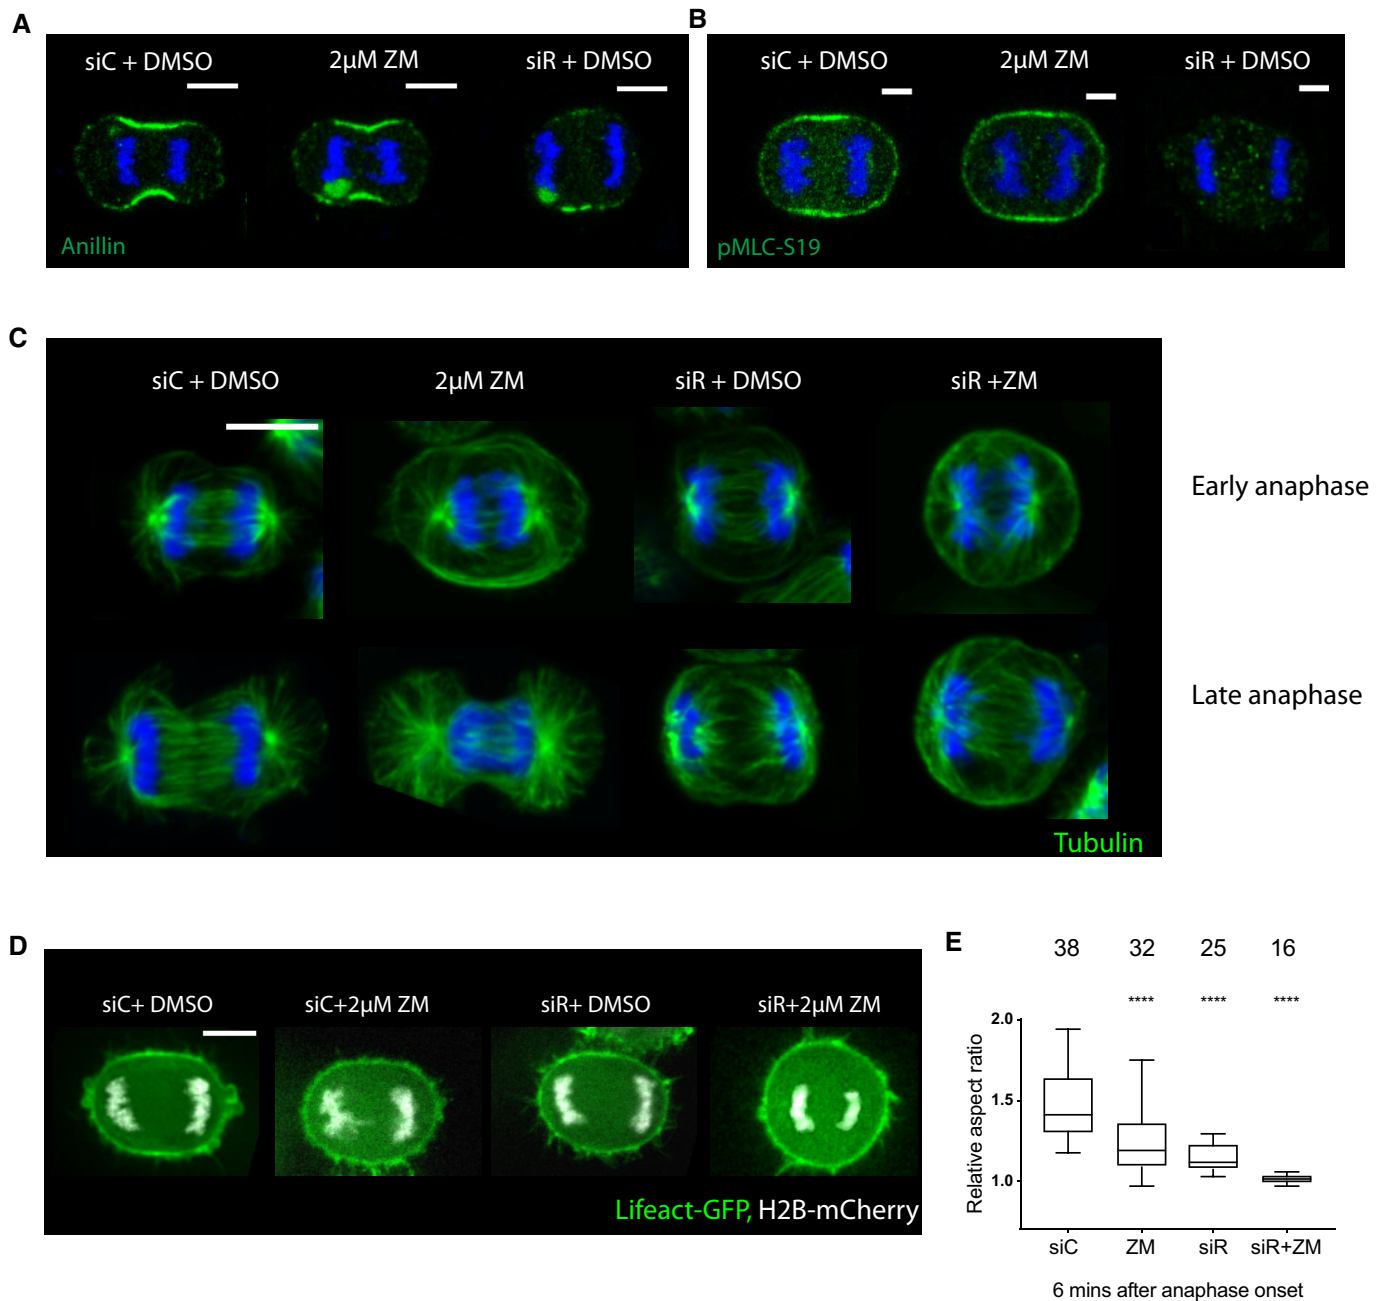 A
siC + DMSO
2µM ZM
siR + DMSO
Anillin
B
siC + DMSO
2µM ZM
siR + DMSO
pMLC-S19
C
siC + DMSO
2µM ZM
siR + DMSO
siR +ZM
Early anaphase
Late anaphase
Tubulin
D
siC+ DMSO
siC+2µM ZM
siR+ DMSO
siR+2µM ZM
Lifeact-GFP, H2B-mCherry
E
38 32 25 16
**** **** ****
Relative aspect ratio
2.0
1.5
1.0
siC ZM siR siR+ZM
6 mins after anaphase onset